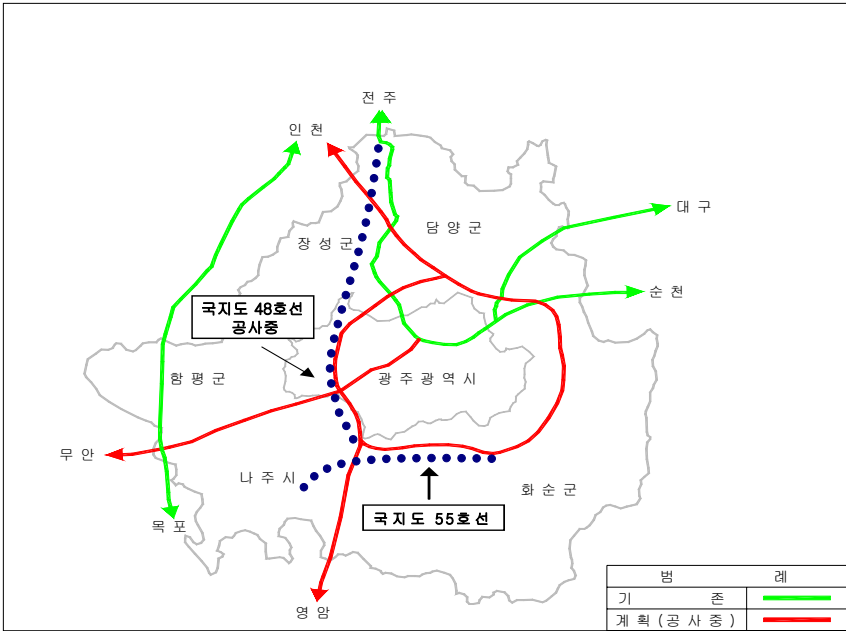 전주
인천
대구
담양군
장성군
순천
국지도 48호선
공사중
함평군
광주광역시
무안
나주시
화순군
국지도 55호선
목포
영암
범 례
기 존
계획(공사중)